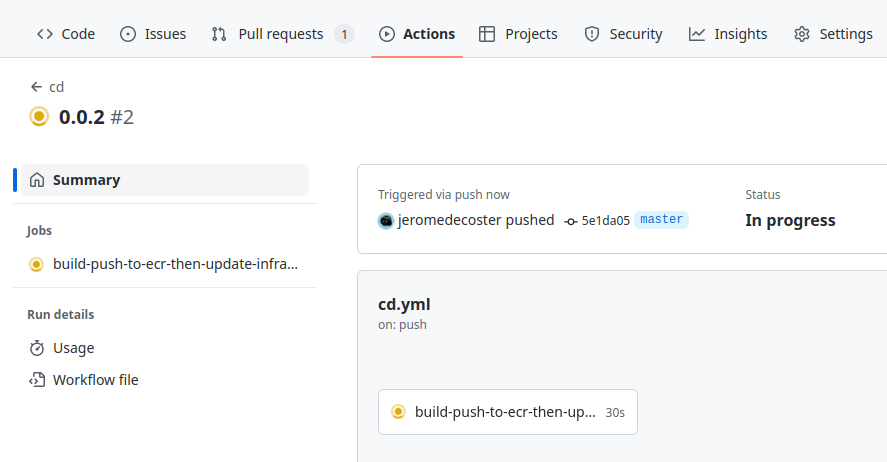 Code Issues Pull requests 1 Actions Projects Security Insights Settings
cd
0.0.2 #2
Summary
Jobs
build-push-to-ecr-then-update-infra...
Run details
Usage
Workflow file
Triggered via push now
jeromedecoster pushed 5e1da05 master
Status
In progress
cd.yml
on: push
build-push-to-ecr-then-up... 30s